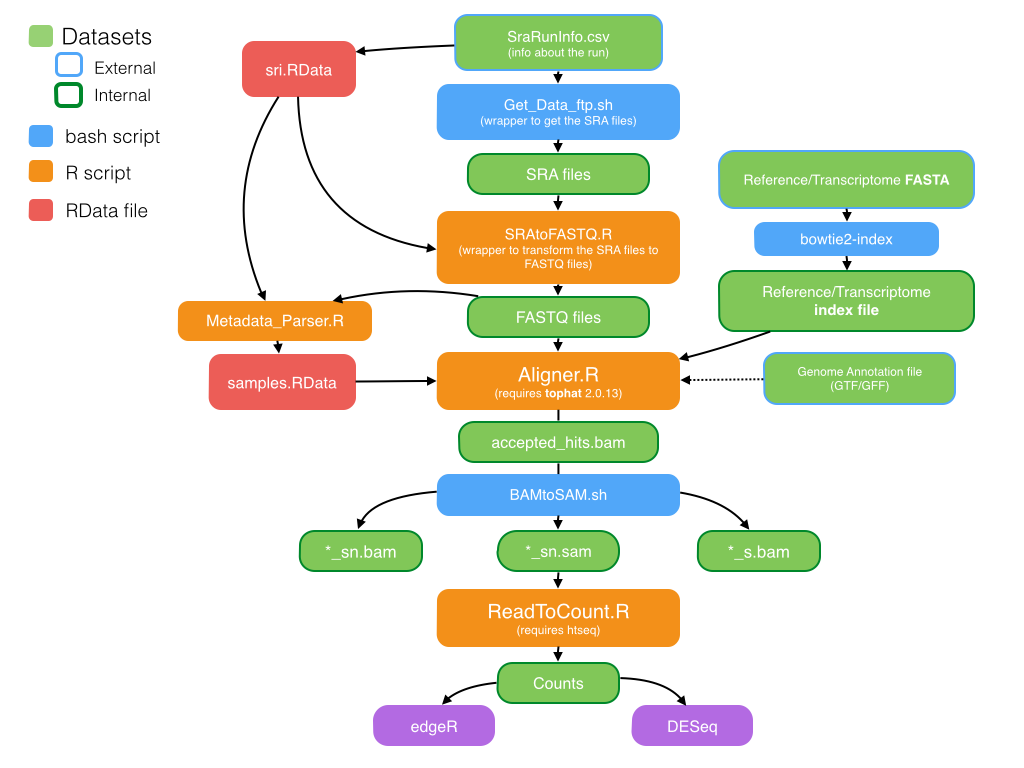 Datasets
External
Internal
bash script
R script
RData file
SraRunInfo.csv
(info about the run)
sri.RData
Get_Data_ftp.sh
(wrapper to get the SRA files)
SRA files
SRAtoFASTQ.R
(wrapper to transform the SRA files to
FASTQ files)
Reference/Transcriptome FASTA
bowtie2-index
Reference/Transcriptome
index file
Metadata_Parser.R
FASTQ files
samples.RData
Aligner.R
(requires tophat 2.0.13)
Genome Annotation file
(GTF/GFF)
accepted_hits.bam
BAMtoSAM.sh
*_sn.bam
*_sn.sam
*_s.bam
ReadToCount.R
(requires htseq)
Counts
edgeR
DESeq